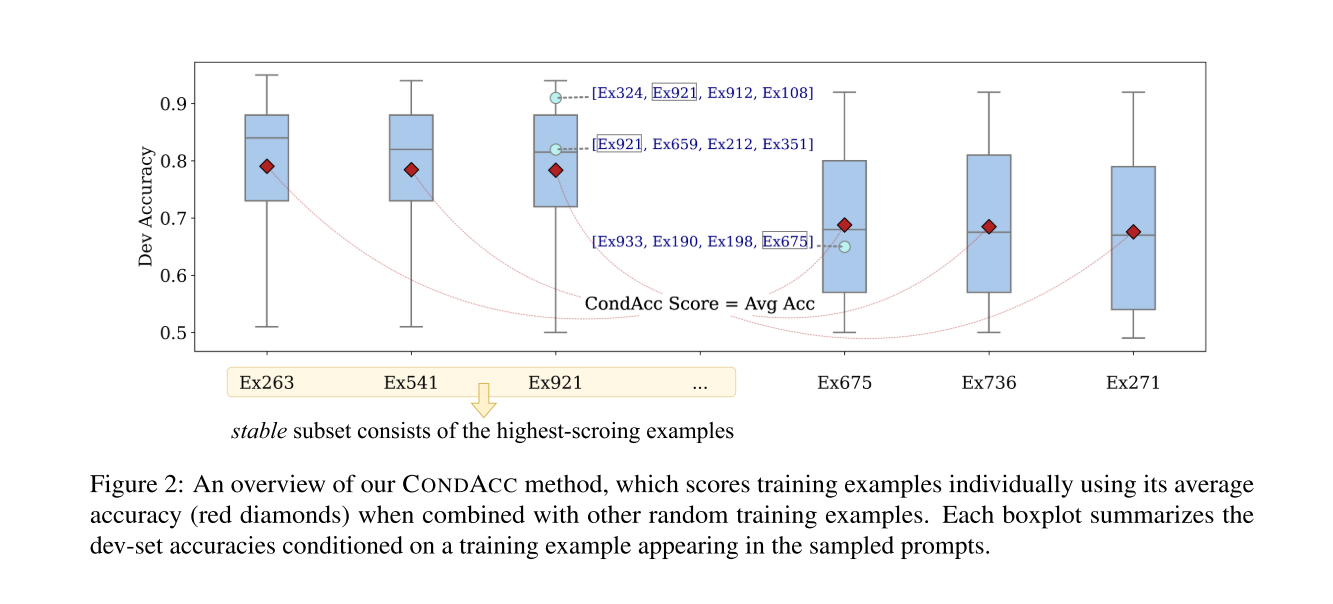 Dev Accuracy
0.9
0.8
0.7
0.6
0.5
[Ex324, Ex921, Ex912, Ex108]
[Ex921, Ex659, Ex212, Ex351]
[Ex933, Ex190, Ex198, Ex675]
CondAcc Score = Avg Acc
Ex263 Ex541 Ex921 ... Ex675 Ex736 Ex271
stable subset consists of the highest-scroing examples
Figure 2: An overview of our CONDACC method, which scores training examples individually using its average
accuracy (red diamonds) when combined with other random training examples. Each boxplot summarizes the
dev-set accuracies conditioned on a training example appearing in the sampled prompts.